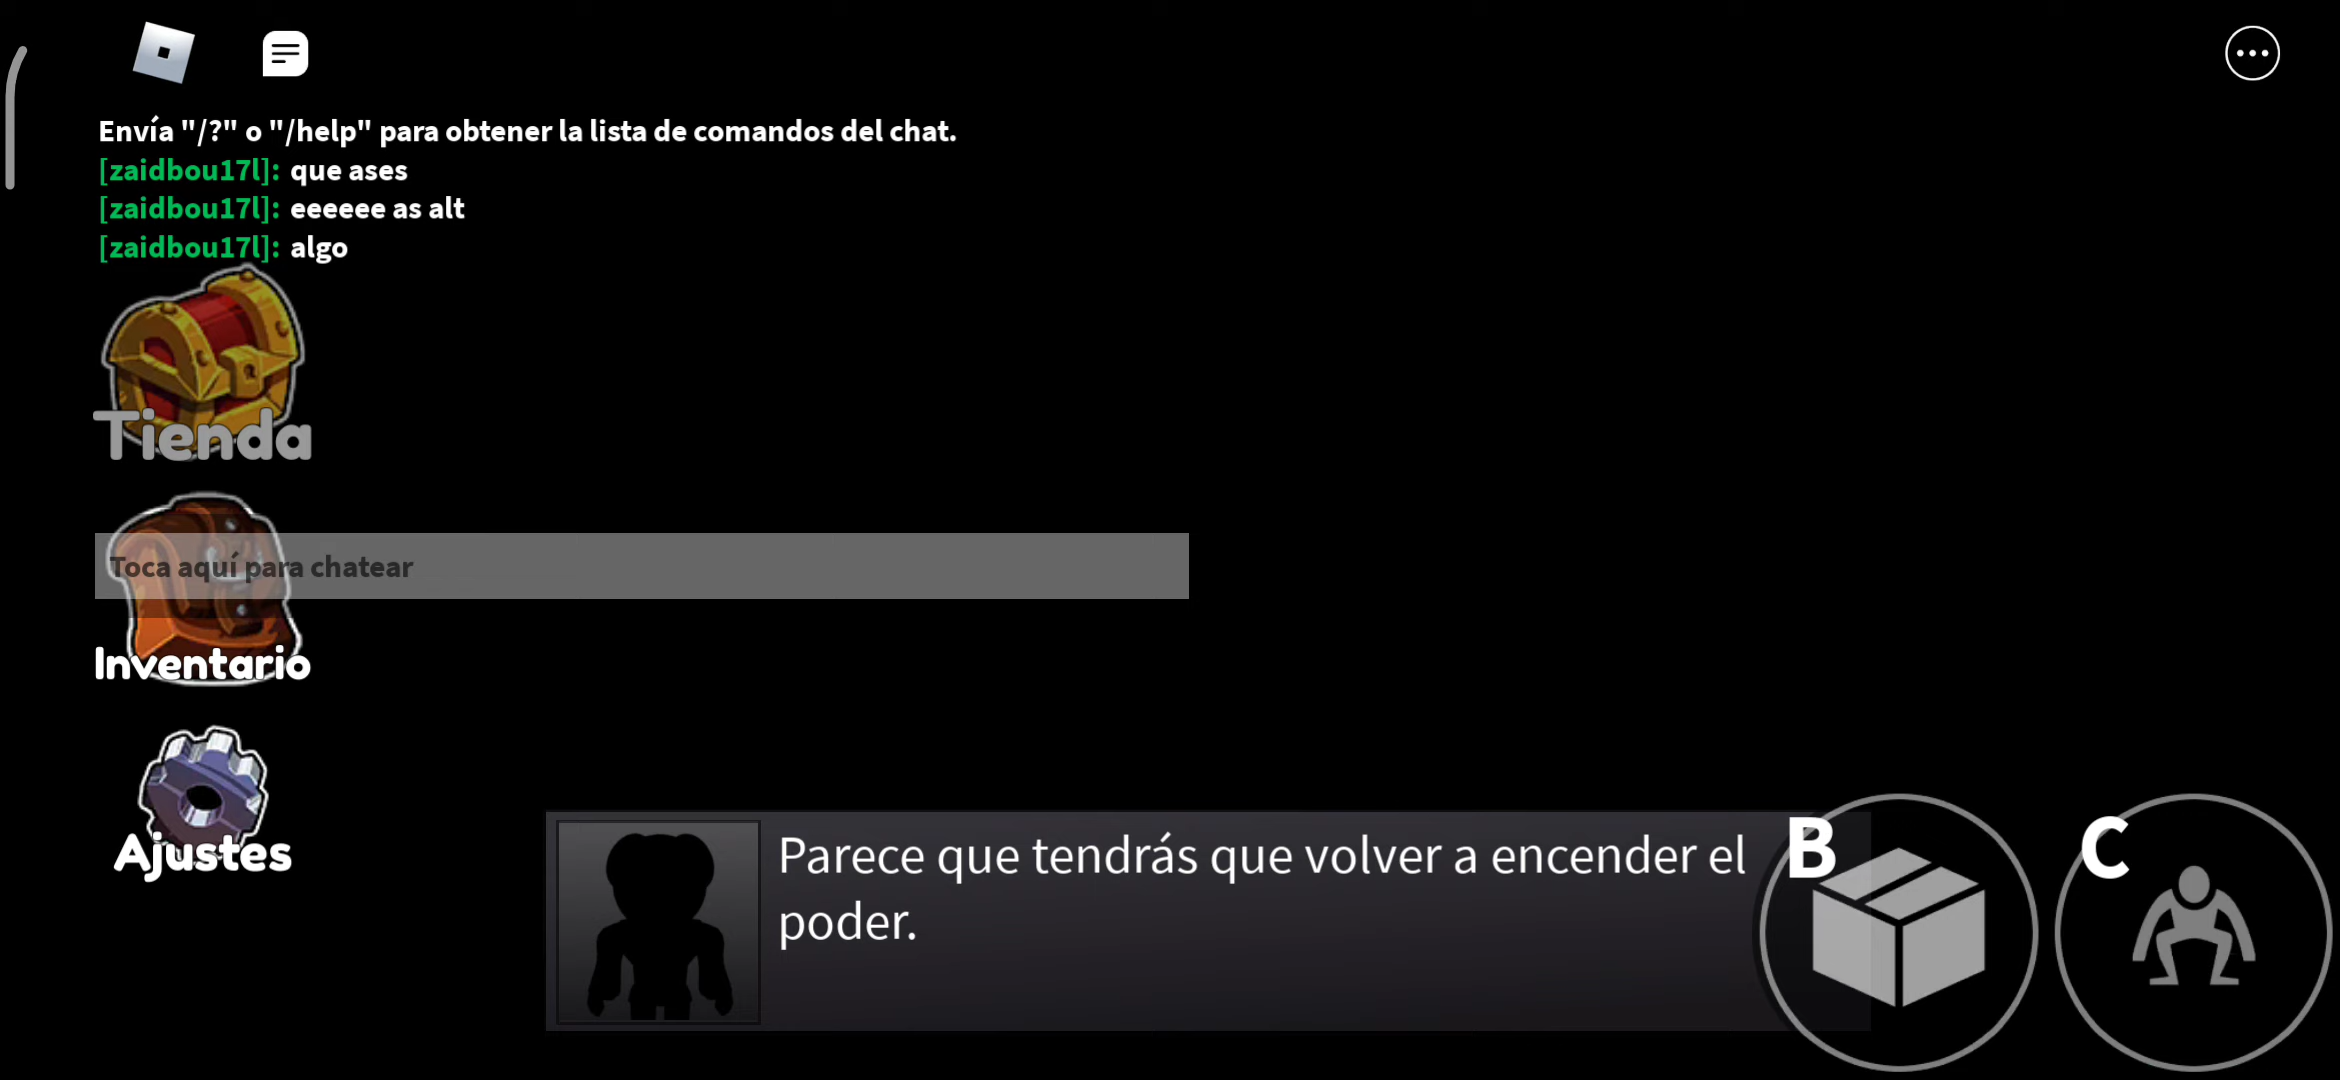 Envía "/?" o "/help" para obtener la lista de comandos del chat.
[zaidbou17l]: que ases
[zaidbou17l]: eeeeee as alt
[zaidbou17l]: algo
Tienda
Toca aquí para chatear
Inventario
Ajustes
Parece que tendrás que volver a encender el
poder.
B
C